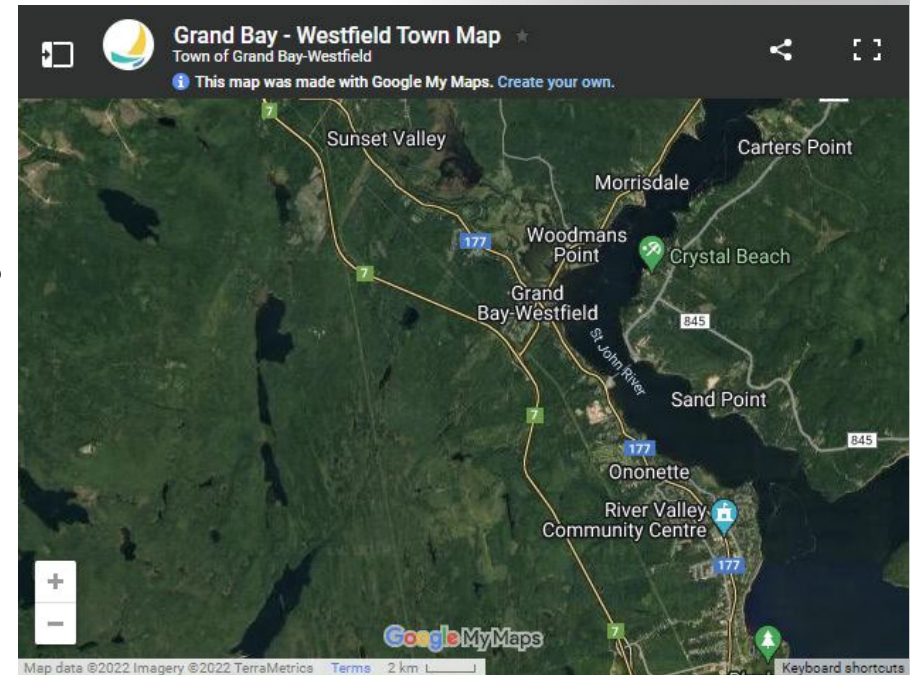 Grand Bay - Westfield Town Map
Town of Grand Bay-Westfield
This map was made with Google My Maps. Create your own.
7
Sunset Valley
Carters Point
Morrisdale
177
Woodmans
Point
Crystal Beach
7
Grand
Bay-Westfield
845
St John River
Sand Point
7
845
177
Ononette
River Valley
Community Centre
177
7
Google My Maps
Map data ©2022 Imagery ©2022 TerraMetrics Terms 2 km
Keyboard shortcuts